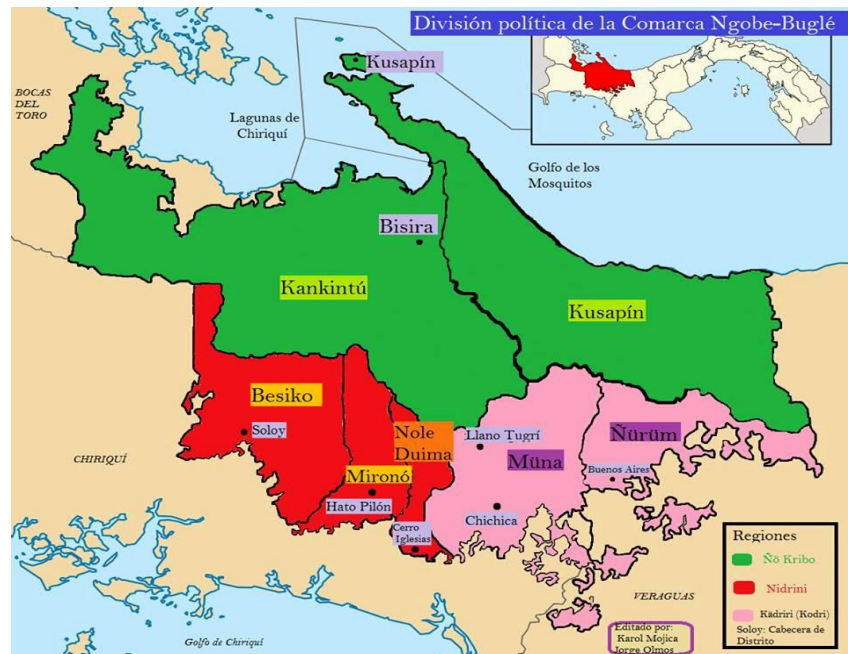 División política de la Comarca Ngobe-Buglé
Kusapín
BOCAS
DEL
TORO
Lagunas de
Chiriquí
Golfo de los
Mosquitos
Bisira
Kankintú
Kusapín
Besiko
Soloy
Nole
Duima
Llano Tugrí
Ñürüm
Müna
CHIRIQUÍ
Mironó
Buenos Aires
Hato Pilón
Chichica
Cerro
Iglesias
Regiones
Ñö Kribo
Nidrini
Kädriri (Kodri)
Soloy: Cabecera de
Distrito
VERAGUAS
Editado por:
Karol Mojica
Jorge Olmos
Golfo de Chiriquí